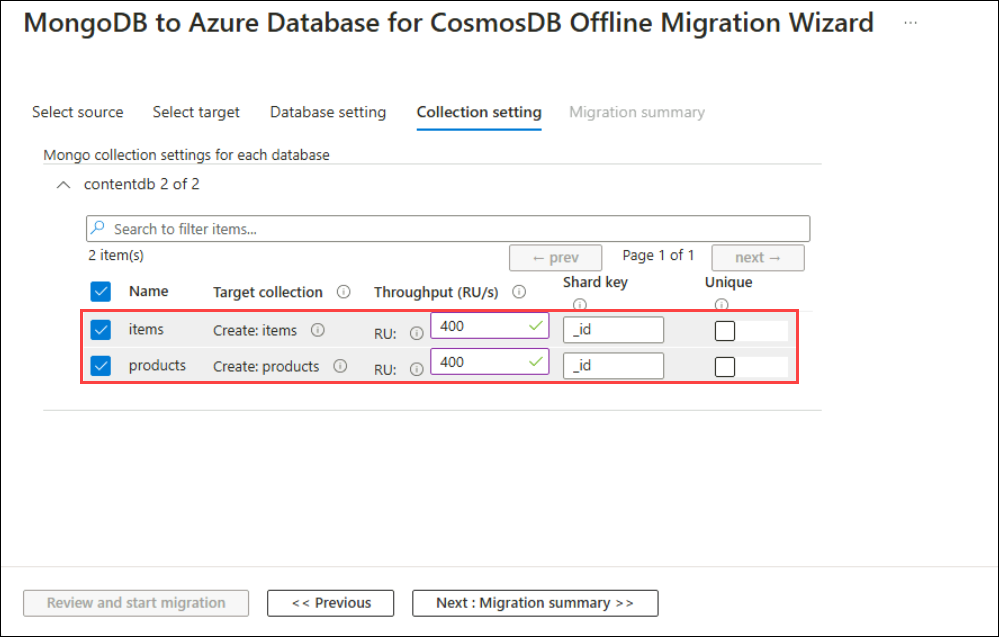 MongoDB to Azure Database for CosmosDB Offline Migration Wizard ...
Select source Select target Database setting Collection setting Migration summary
Mongo collection settings for each database
contentdb 2 of 2
Search to filter items...
2 item(s) ← prev Page 1 of 1 next →
Name Target collection Throughput (RU/s) Shard key Unique
items Create: items RU: 400 _id
products Create: products RU: 400 _id
Review and start migration << Previous Next : Migration summary >>